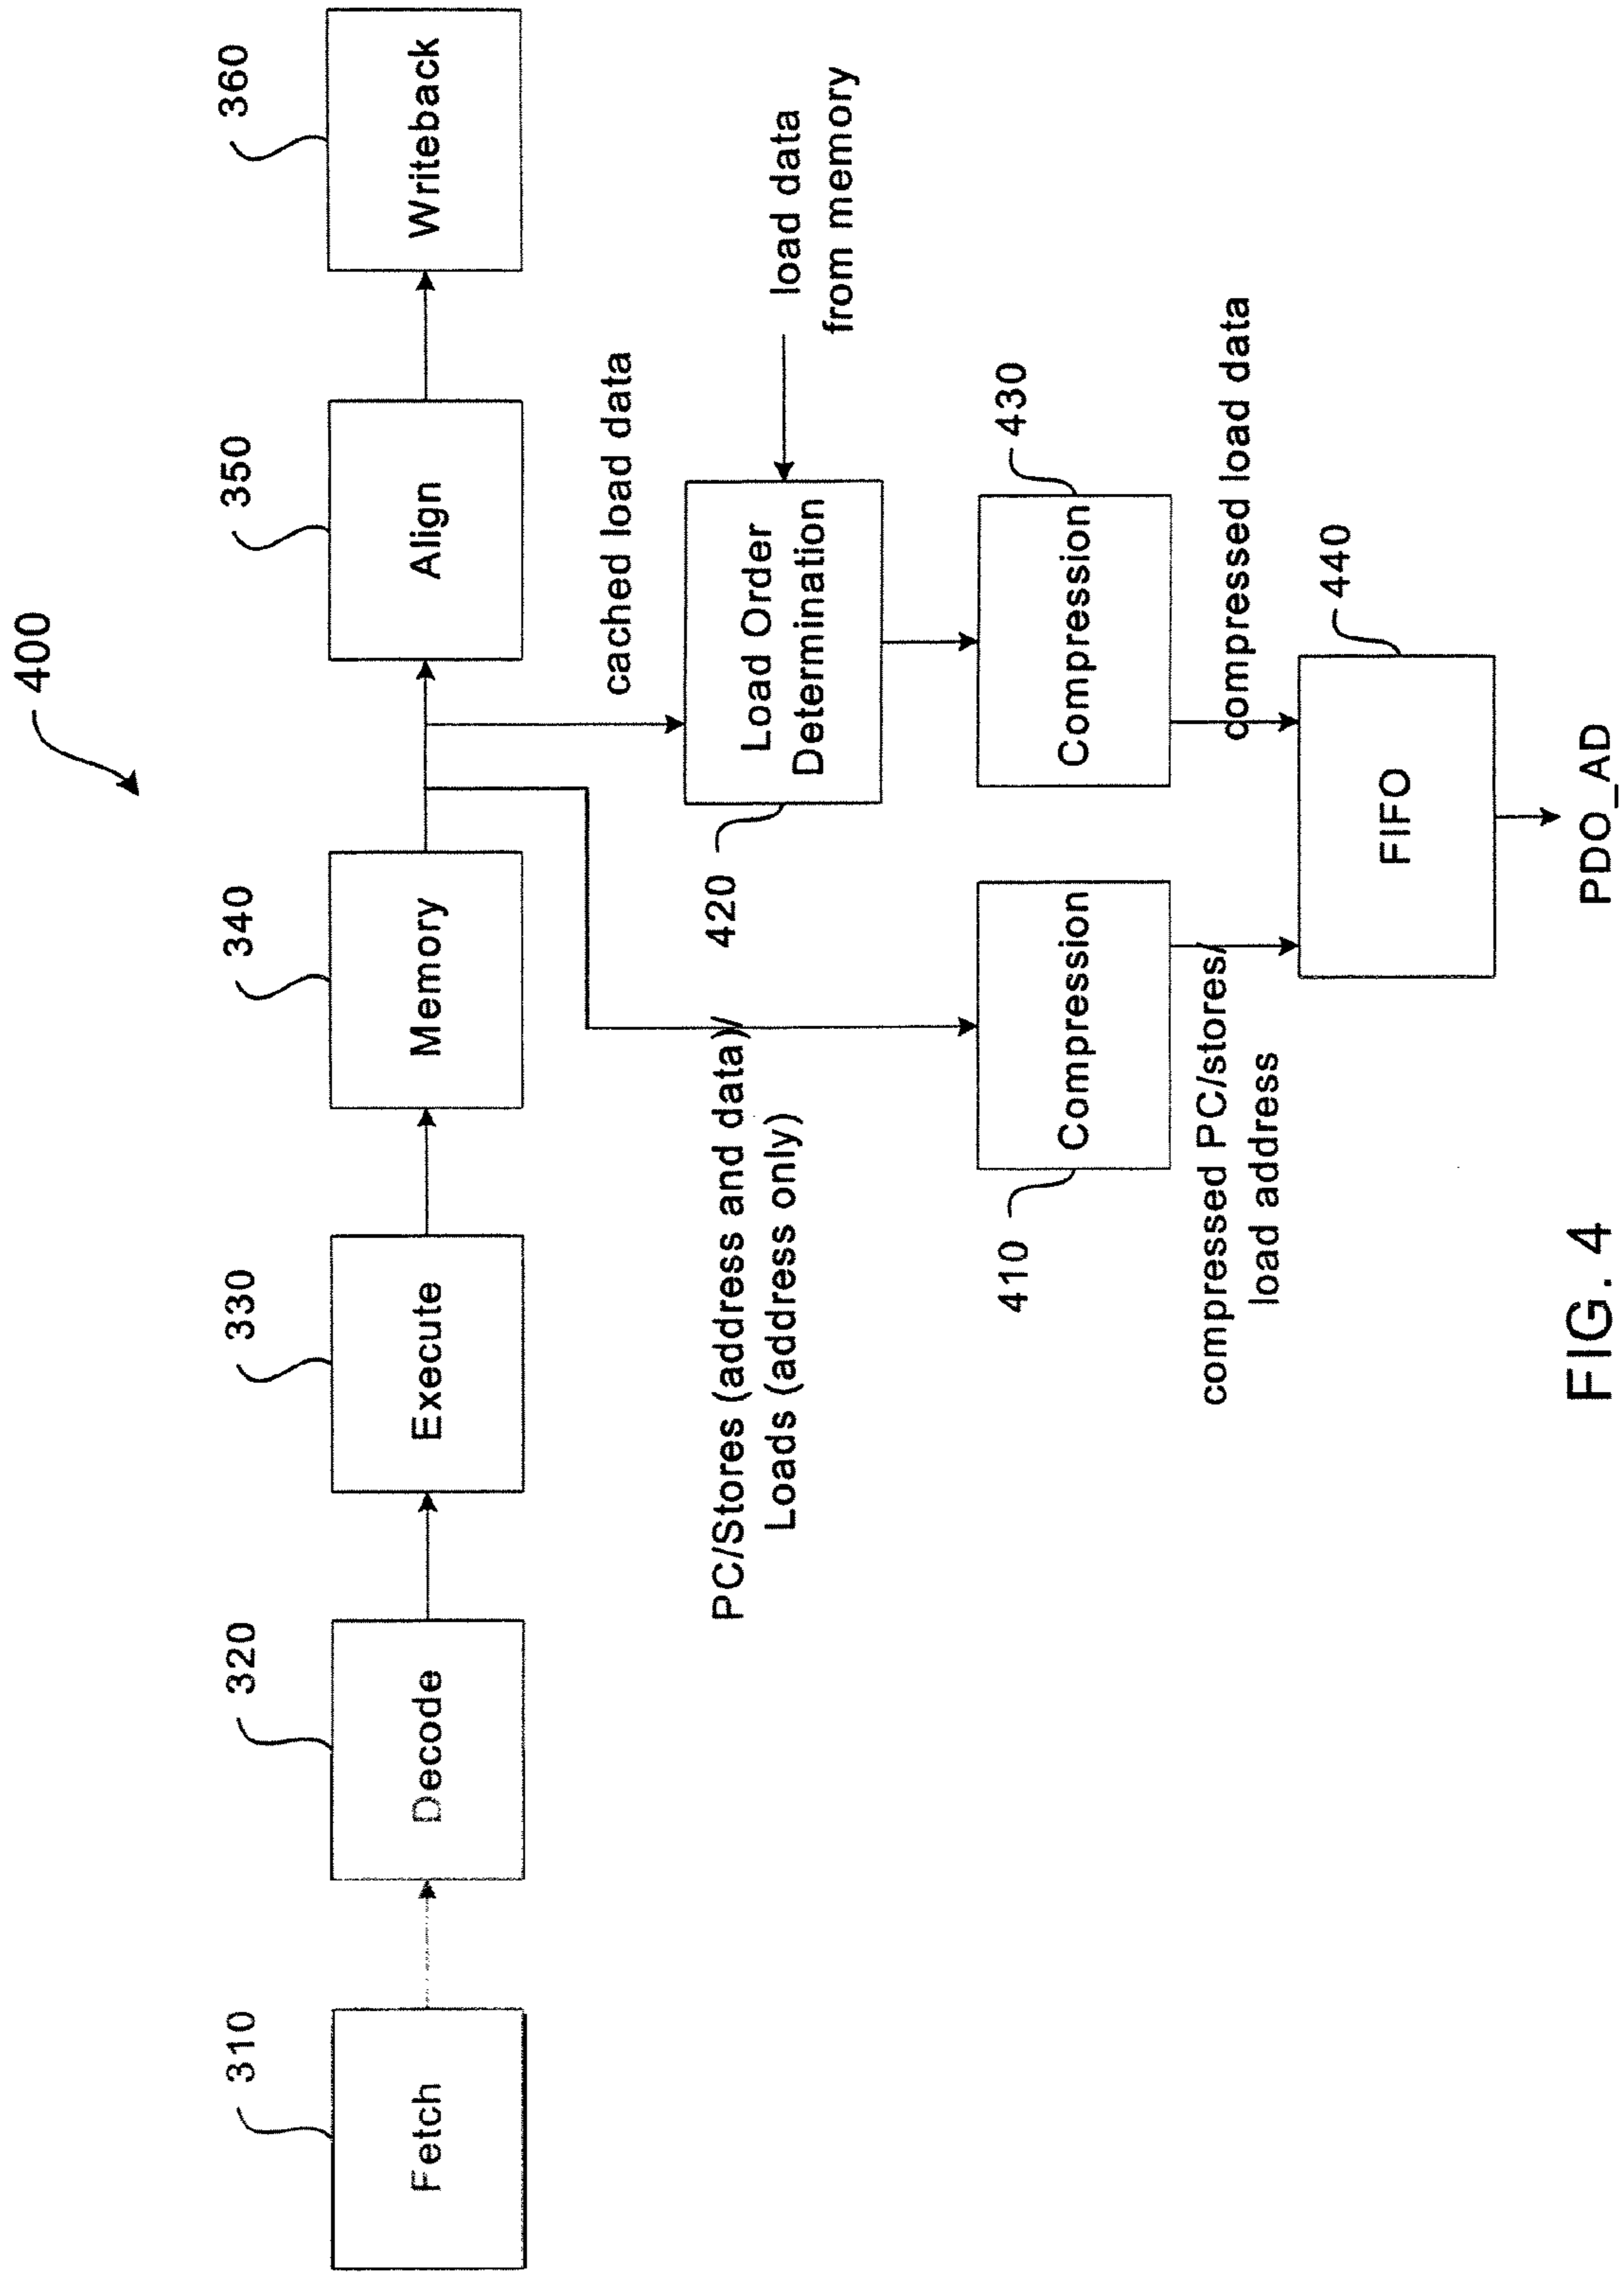 400
310
320
330
340
350
360
Fetch
Decode
Execute
Memory
Align
Writeback
cached load data
PC/Stores (address and data)/
Loads (address only)
420
Load Order
Determination
load data
from memory
410
Compression
430
Compression
compressed PC/stores/
load address
compressed load data
440
FIFO
PDO_AD
FIG. 4